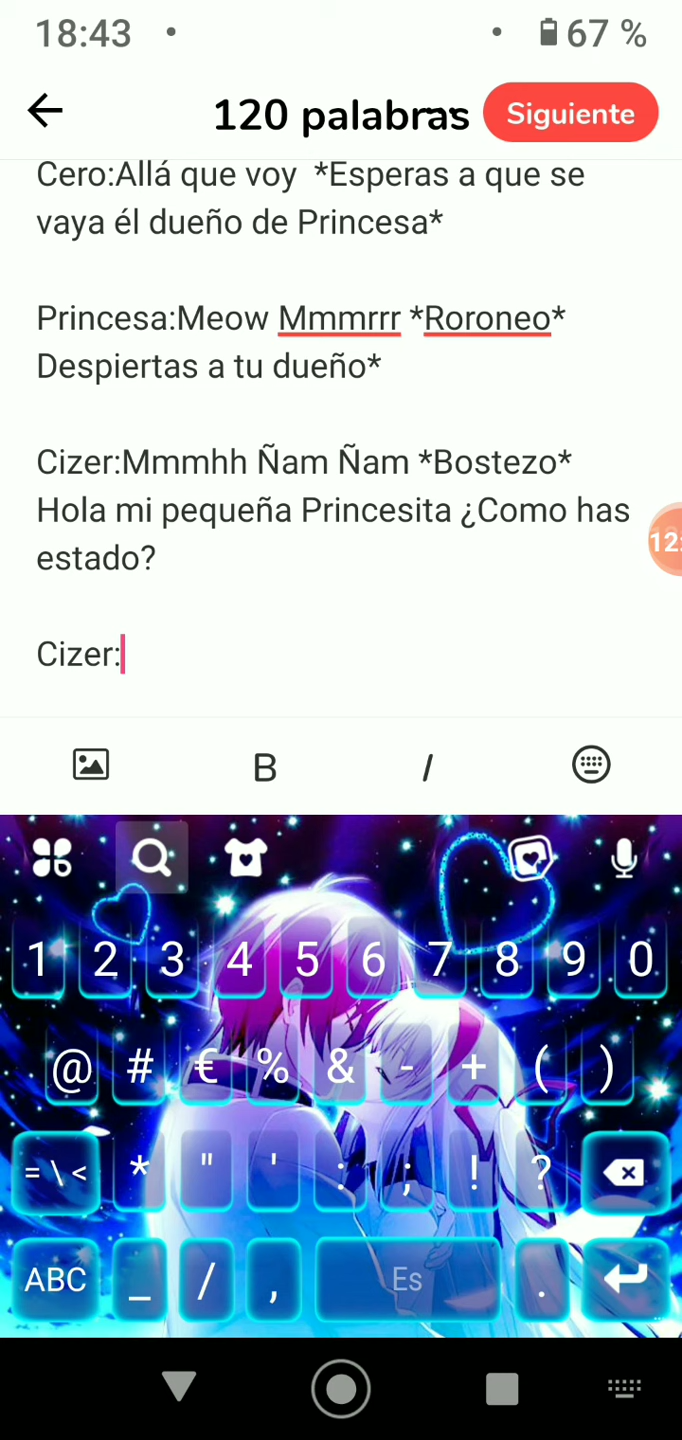 18:43 67 %
120 palabras Siguiente
Cero:Allá que voy *Esperas a que se
vaya él dueño de Princesa*
Princesa:Meow Mmmrrr *Roroneo*
Despiertas a tu dueño*
Cizer:Mmmhh Ñam Ñam *Bostezo*
Hola mi pequeña Princesita ¿Como has
estado?
12:
Cizer:
B I
1 2 3 4 5 6 7 8 9 0
@ # € % & - + ( )
= \ < * " ' : ; ! ?
ABC _ / , Es .